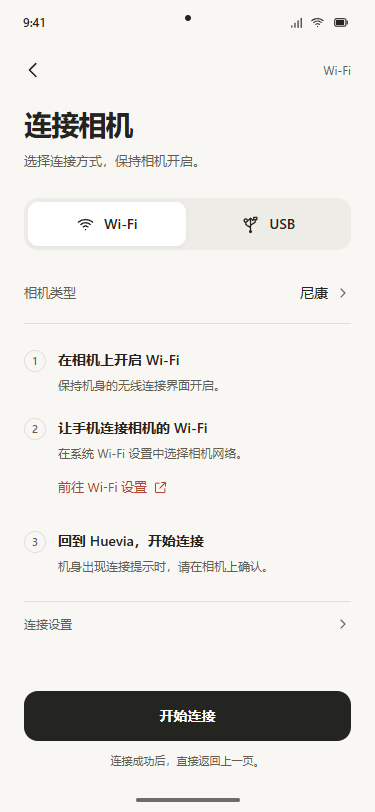 9:41
Wi-Fi
连接相机
选择连接方式，保持相机开启。
Wi-Fi
USB
相机类型
尼康
1
在相机上开启 Wi-Fi
保持机身的无线连接界面开启。
2
让手机连接相机的 Wi-Fi
在系统 Wi-Fi 设置中选择相机网络。
前往 Wi-Fi 设置
3
回到 Huevia，开始连接
机身出现连接提示时，请在相机上确认。
连接设置
开始连接
连接成功后，直接返回上一页。